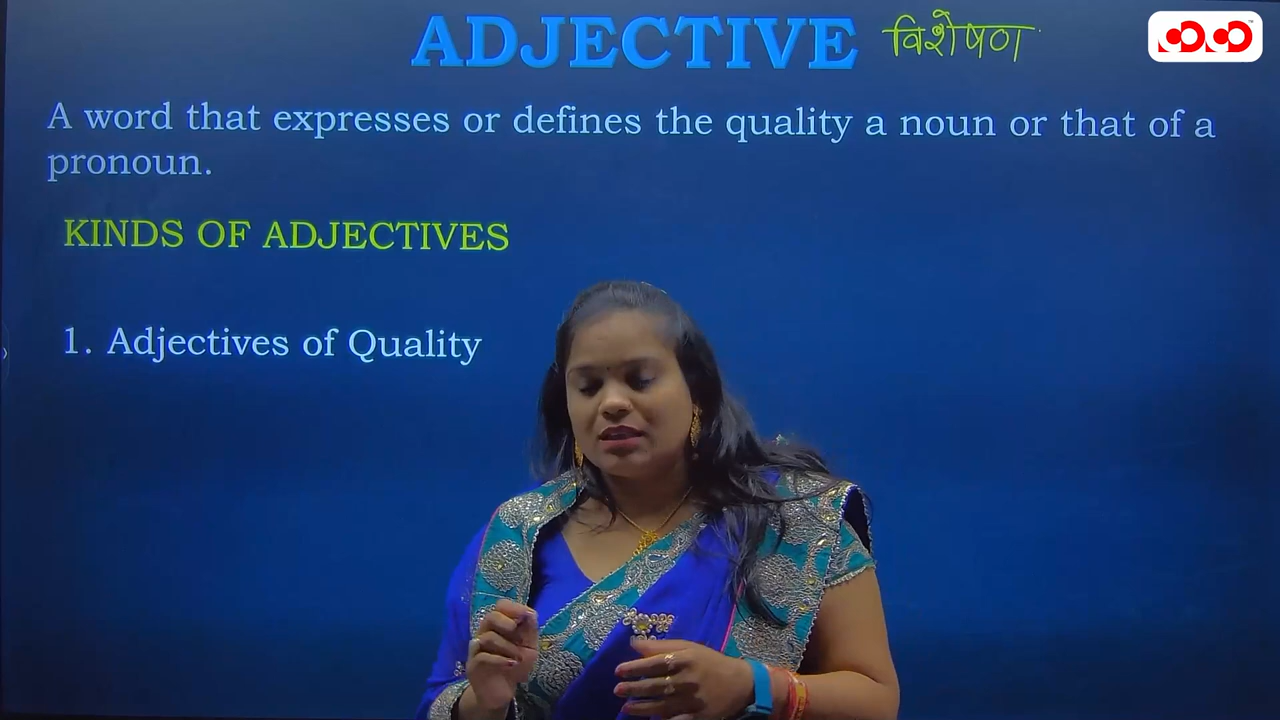 ADJECTIVE विशेषण
A word that expresses or defines the quality a noun or that of a
pronoun.
KINDS OF ADJECTIVES
1. Adjectives of Quality